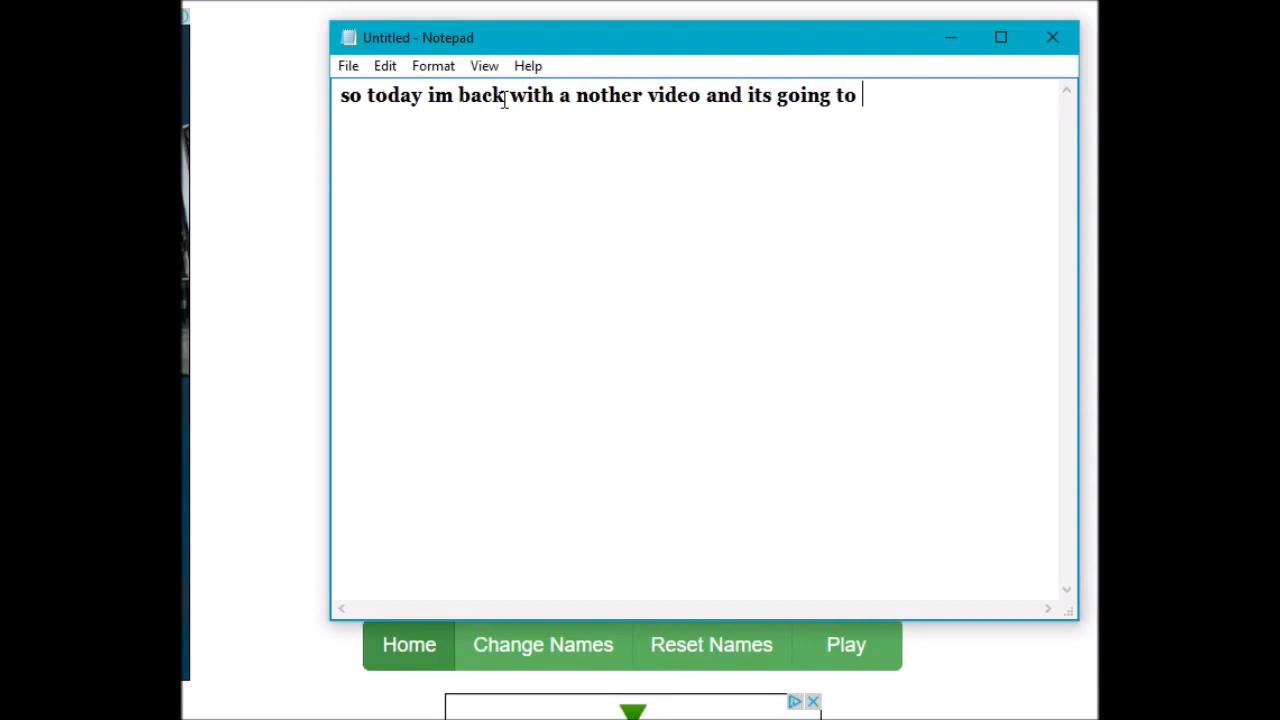 Untitled - Notepad
File Edit Format View Help
so today im back with a nother video and its going to
Home Change Names Reset Names Play